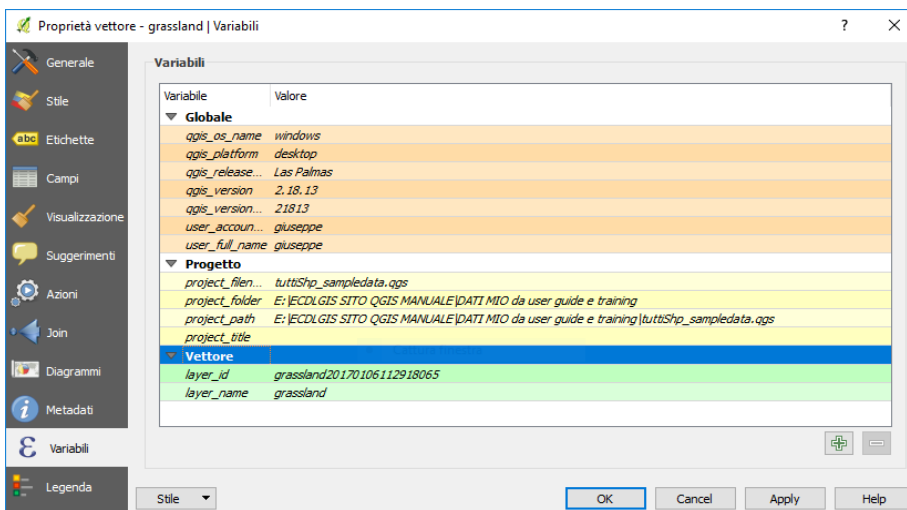 Proprietà vettore - grassland | Variabili ? ×
Generale
Stile
abc Etichette
Campi
Visualizzazione
Suggerimenti
Azioni
Join
Diagrammi
Metadati
Variabili
Legenda
Variabili
Variabile Valore
Globale
qgis_os_name windows
qgis_platform desktop
qgis_release... Las Palmas
qgis_version 2.18.13
qgis_version... 21813
user_accoun... giuseppe
user_full_name giuseppe
Progetto
project_filen... tuttiShp_sampledata.qgs
project_folder E:\ECDLGIS SITO QGIS MANUALE\DATI MIO da user guide e training
project_path E:\ECDLGIS SITO QGIS MANUALE\DATI MIO da user guide e training\tuttiShp_sampledata.qgs
project_title
Vettore
layer_id grassland20170106112918065
layer_name grassland
Stile
OK Cancel Apply Help